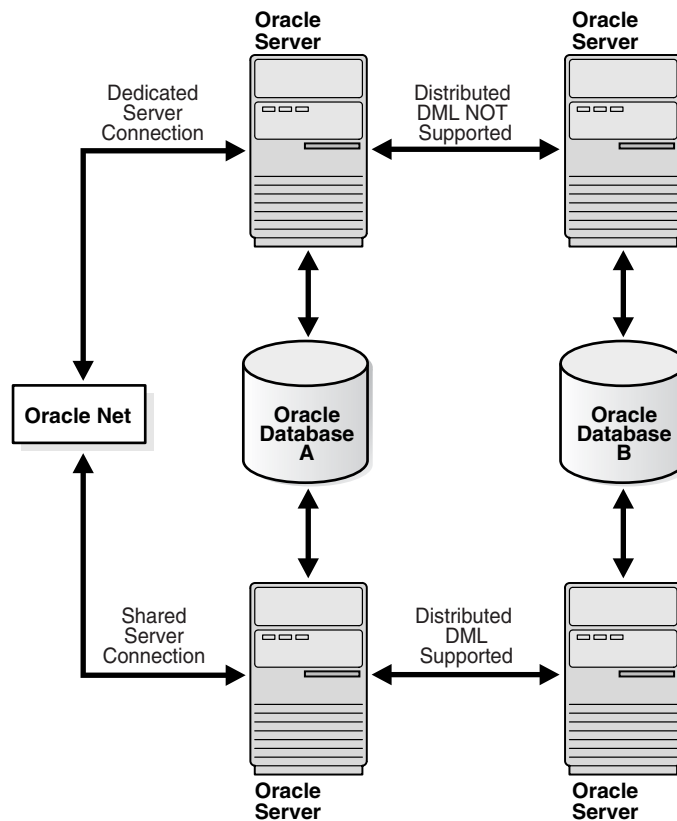 Oracle
Server
Oracle
Server
Dedicated
Server
Connection
Distributed
DML NOT
Supported
Oracle Net
Oracle
Database
A
Oracle
Database
B
Shared
Server
Connection
Distributed
DML
Supported
Oracle
Server
Oracle
Server